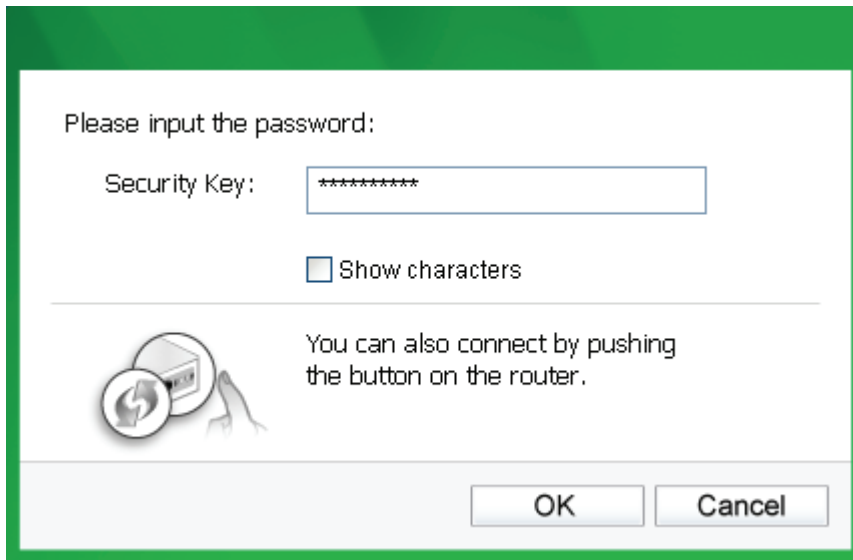 Please input the password:
Security Key: **********
Show characters
You can also connect by pushing
the button on the router.
OK Cancel